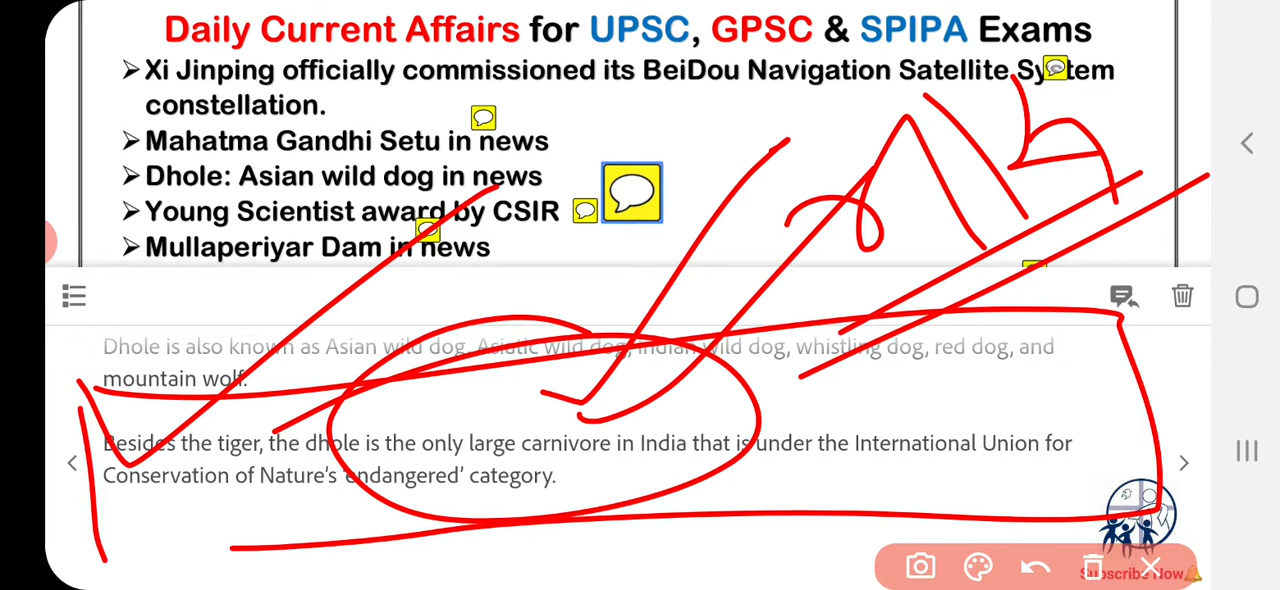 Daily Current Affairs for UPSC, GPSC & SPIPA Exams
➢Xi Jinping officially commissioned its BeiDou Navigation Satellite System
constellation.
➢Mahatma Gandhi Setu in news
➢Dhole: Asian wild dog in news
➢Young Scientist award by CSIR
➢Mullaperiyar Dam in news
Dhole is also known as Asian wild dog, Asiatic wild dog, Indian wild dog, whistling dog, red dog, and
mountain wolf.
Besides the tiger, the dhole is the only large carnivore in India that is under the International Union for
Conservation of Nature's 'endangered' category.
Subscribe Now